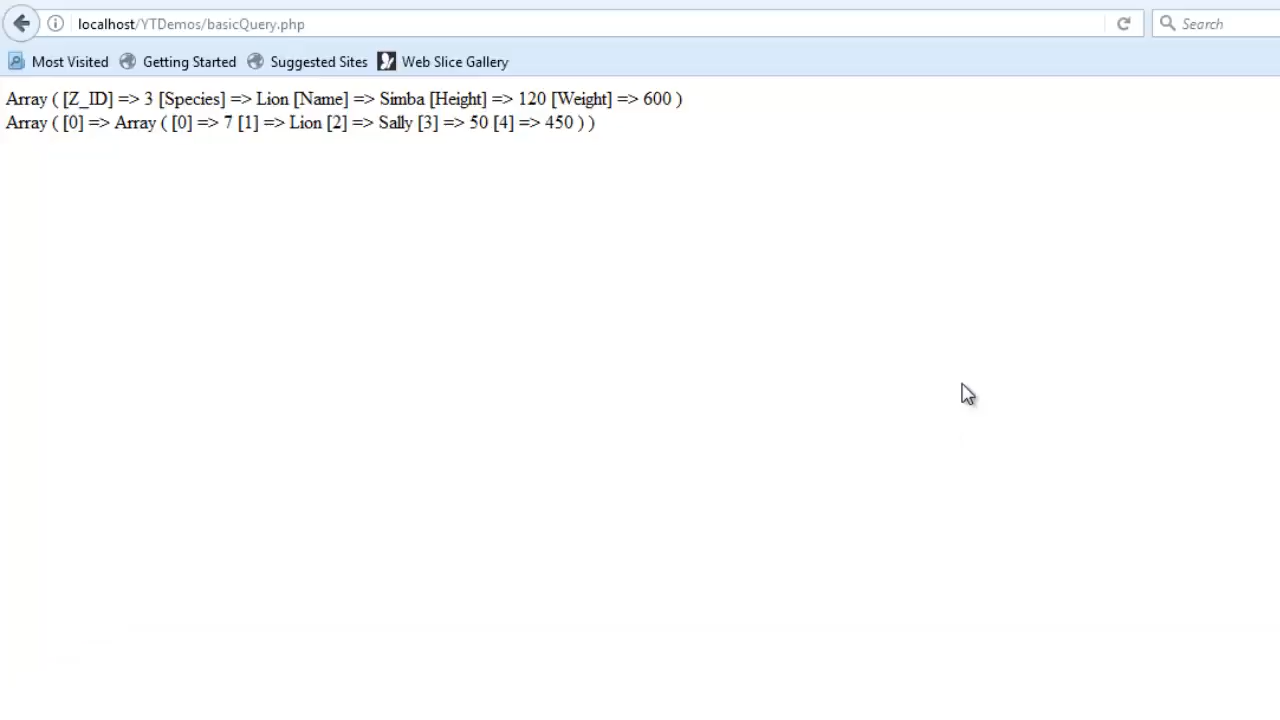 localhost/YTDemos/basicQuery.php
Search
Most Visited Getting Started Suggested Sites Web Slice Gallery
Array ( [Z_ID] => 3 [Species] => Lion [Name] => Simba [Height] => 120 [Weight] => 600 )
Array ( [0] => Array ( [0] => 7 [1] => Lion [2] => Sally [3] => 50 [4] => 450 ) )